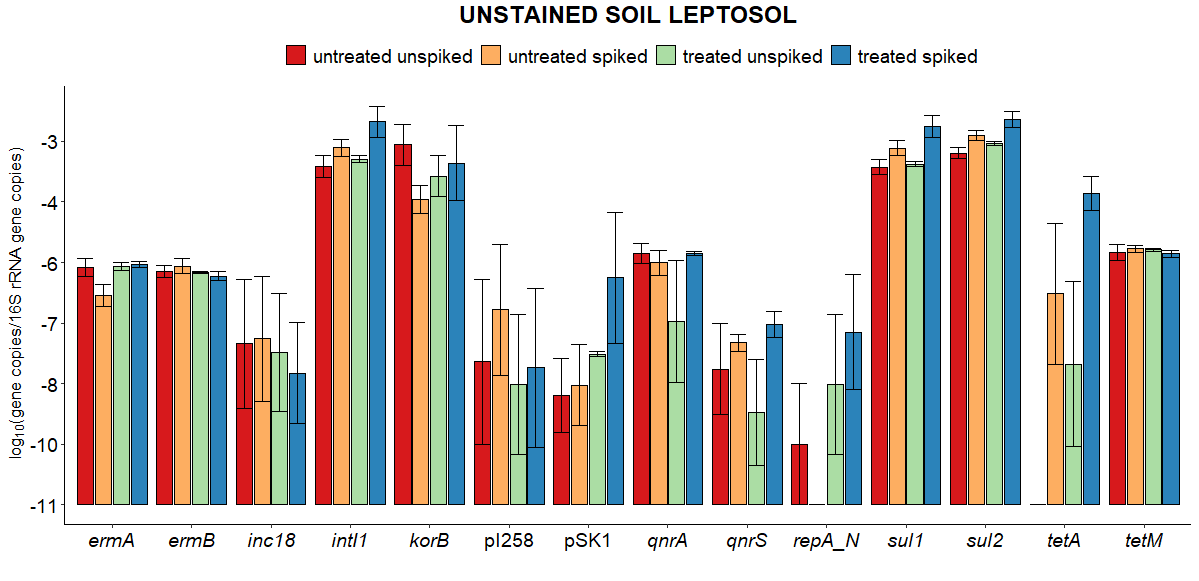 UNSTAINED SOIL LEPTOSOL
untreated unspiked untreated spiked treated unspiked treated spiked
log10(gene copies/16S rRNA gene copies)
-3
-4
-6
-7
-8
-10
-11
ermA ermB inc18 intI1 korB pI258 pSK1 qnrA qnrS repA_N sul1 sul2 tetA tetM